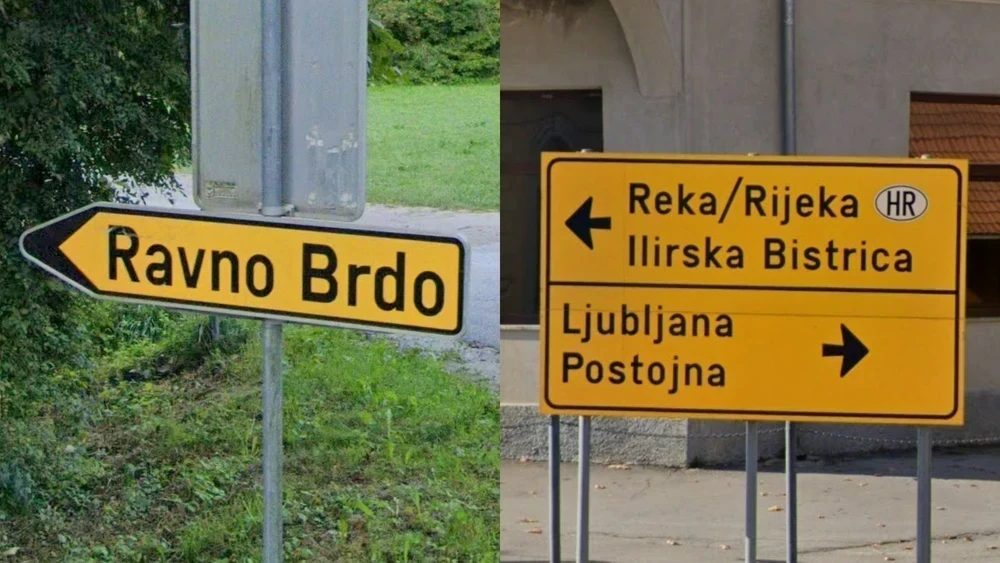 Ravno Brdo
Reka/Rijeka HR
Ilirska Bistrica
Ljubljana
Postojna